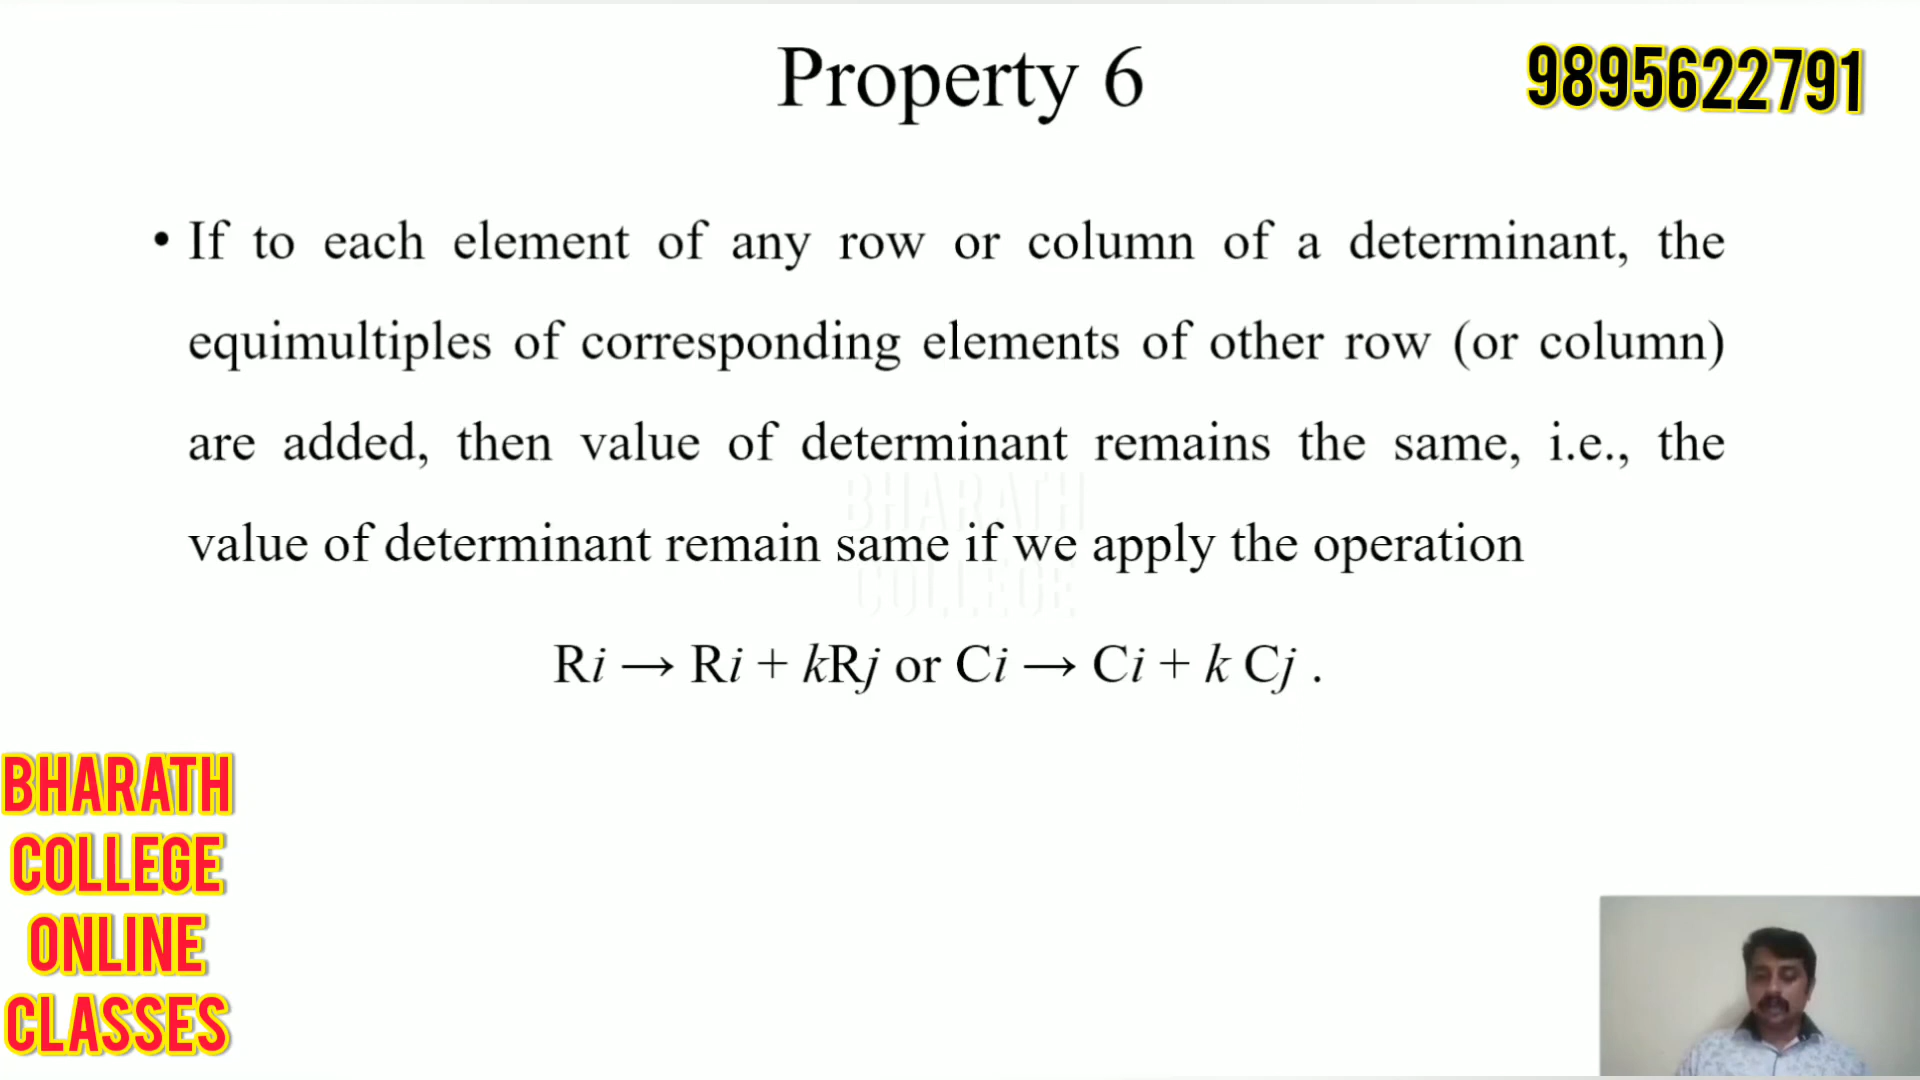 Property 6
9895622791
• If to each element of any row or column of a determinant, the
equimultiples of corresponding elements of other row (or column)
are added, then value of determinant remains the same, i.e., the
value of determinant remain same if we apply the operation
Ri → Ri + kRj or Ci → Ci + k Cj .
BHARATH
COLLEGE
BHARATH
COLLEGE
ONLINE
CLASSES